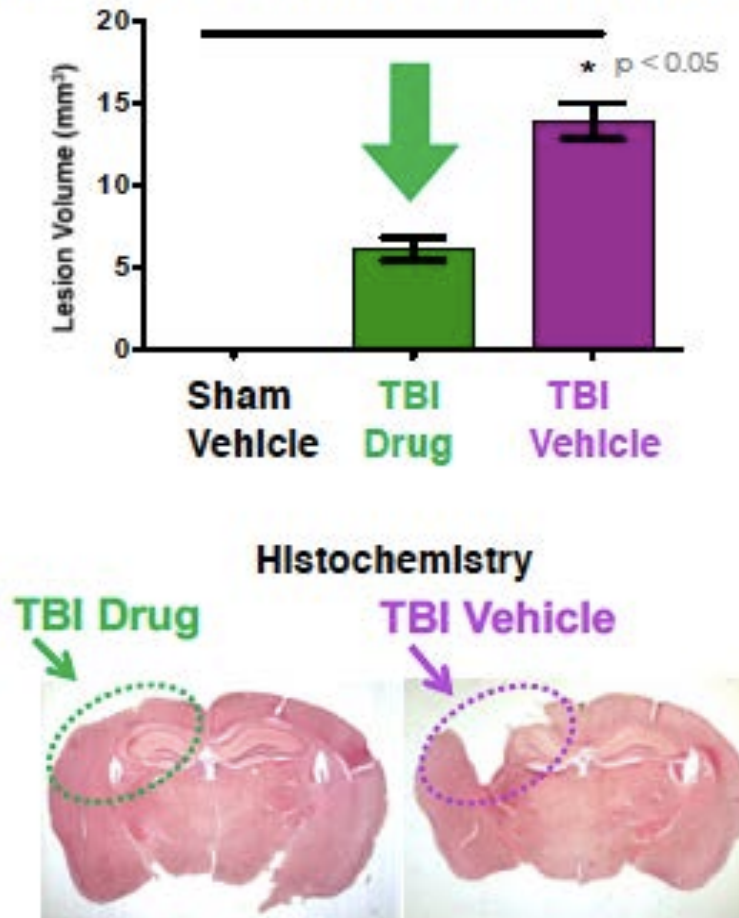 20
15
10
5
0
Lesion Volume (mm³)
* p < 0.05
Sham Vehicle
TBI Drug
TBI Vehicle
Histochemistry
TBI Drug
TBI Vehicle